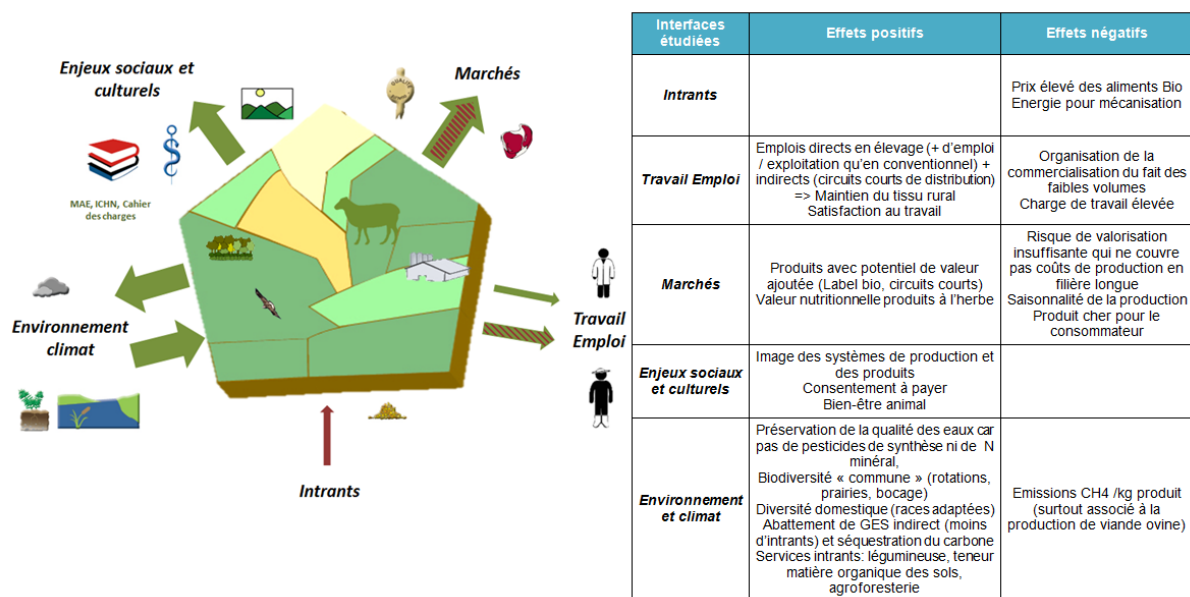 Enjeux sociaux et
culturels
Marchés
MAE, ICHN, Cahier
des charges
Environnement
climat
Travail
Emploi
Intrants
Interfaces
étudiées
Effets positifs
Effets négatifs
Intrants
Prix élevé des aliments Bio
Energie pour mécanisation
Travail Emploi
Emplois directs en élevage (+ d'emploi
/ exploitation qu'en conventionnel) +
indirects (circuits courts de distribution)
=> Maintien du tissu rural
Satisfaction au travail
Organisation de la
commercialisation du fait des
faibles volumes
Charge de travail élevée
Marchés
Produits avec potentiel de valeur
ajoutée (Label bio, circuits courts)
Valeur nutritionnelle produits à l'herbe
Risque de valorisation
insuffisante qui ne couvre
pas coûts de production en
filière longue
Saisonnalité de la production
Produit cher pour le
consommateur
Enjeux sociaux
et culturels
Image des systèmes de production et
des produits
Consentement à payer
Bien-être animal
Environnement
et climat
Préservation de la qualité des eaux car
pas de pesticides de synthèse ni de N
minéral,
Biodiversité « commune » (rotations,
prairies, bocage)
Diversité domestique (races adaptées)
Abattement de GES indirect (moins
d'intrants) et séquestration du carbone
Services intrants: légumineuse, teneur
matière organique des sols,
agroforesterie
Emissions CH4 /kg produit
(surtout associé à la
production de viande ovine)